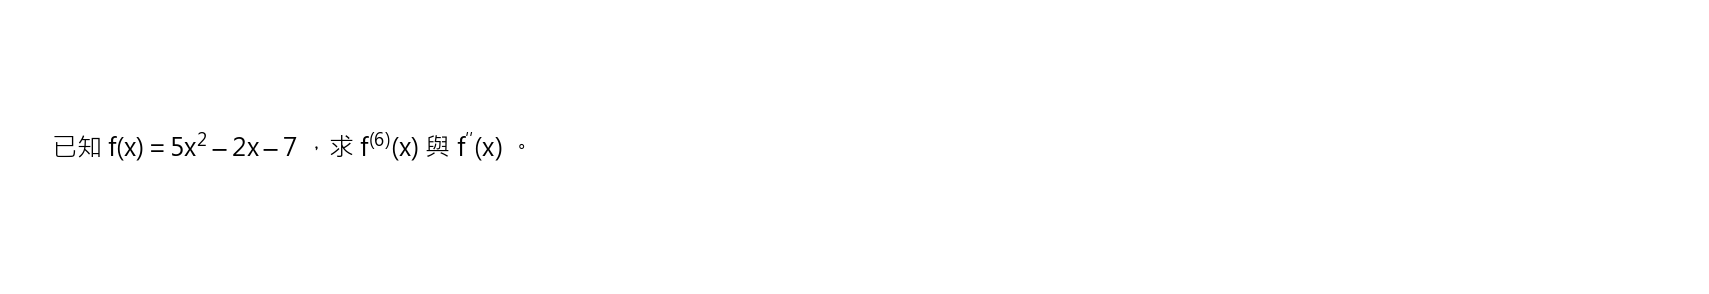 已知 f(x) = 5x² – 2x – 7 ，求 f⁽⁶⁾(x) 與 f′′(x) 。